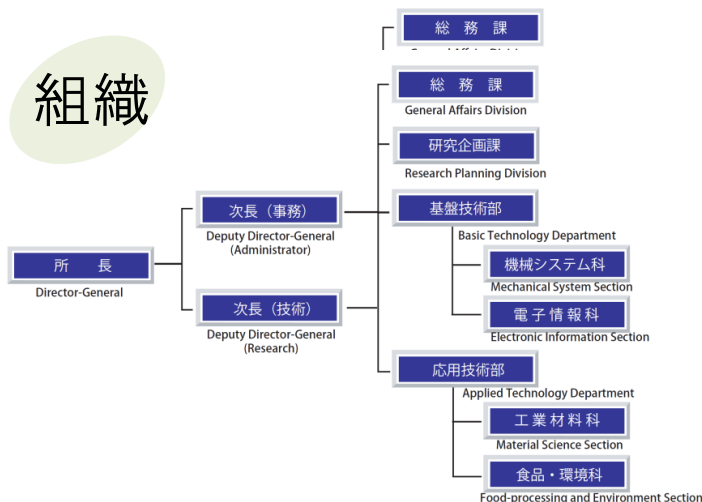 総務課
組織
総務課
General Affairs Division
研究企画課
Research Planning Division
次長（事務）
Deputy Director-General
(Administrator)
基盤技術部
Basic Technology Department
機械システム科
Mechanical System Section
所長
Director-General
次長（技術）
Deputy Director-General
(Research)
電子情報科
Electronic Information Section
応用技術部
Applied Technology Department
工業材料科
Material Science Section
食品・環境科
Food-processing and Environment Section